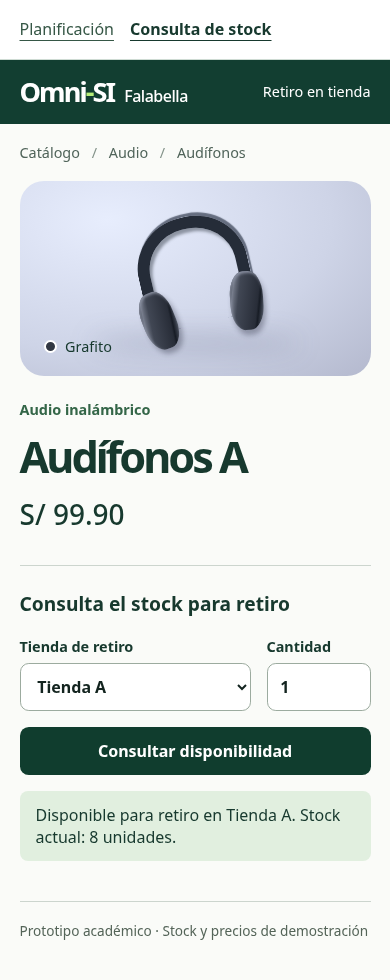 Planificación Consulta de stock
Omni-SI Falabella Retiro en tienda
Catálogo / Audio / Audífonos
Grafito
Audio inalámbrico
Audífonos A
S/ 99.90
Consulta el stock para retiro
Tienda de retiro Cantidad
Tienda A 1
Consultar disponibilidad
Disponible para retiro en Tienda A. Stock
actual: 8 unidades.
Prototipo académico · Stock y precios de demostración